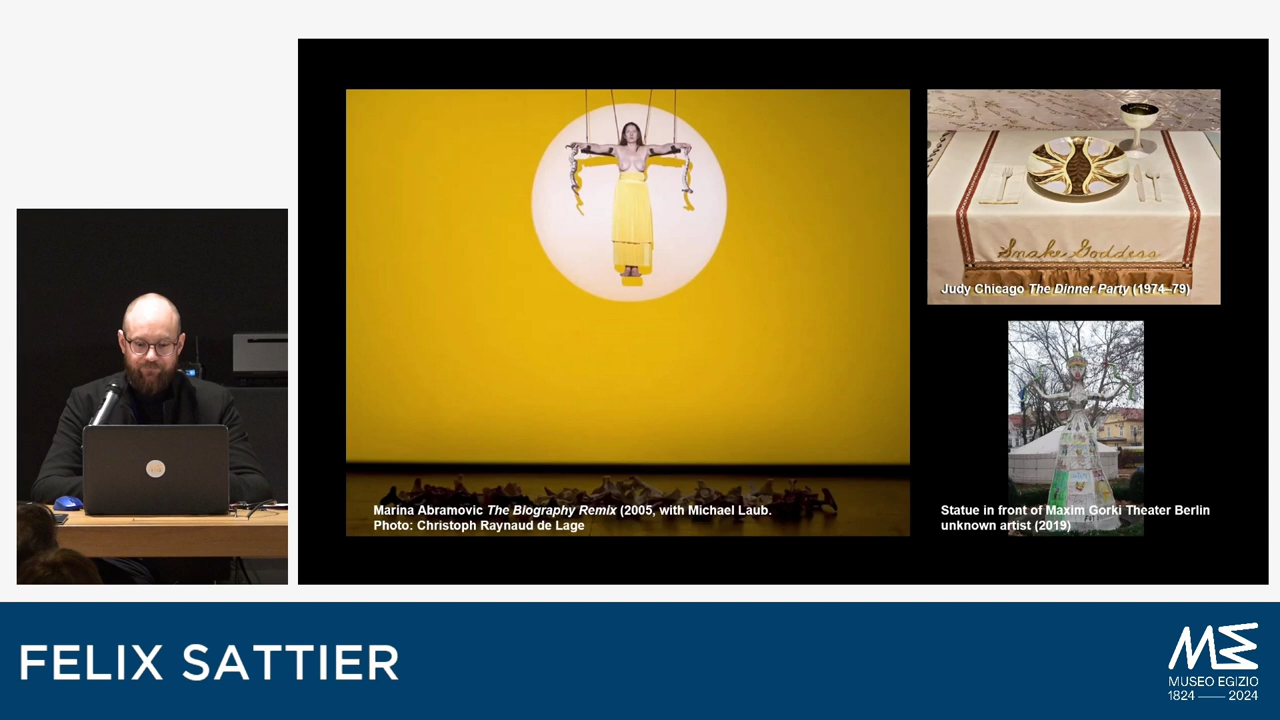 Snake Goddess
Judy Chicago The Dinner Party (1974–79)
Marina Abramovic The Biography Remix (2005, with Michael Laub.
Photo: Christoph Raynaud de Lage
Statue in front of Maxim Gorki Theater Berlin
unknown artist (2019)
FELIX SATTIER
MUSEO EGIZIO
1824 —— 2024